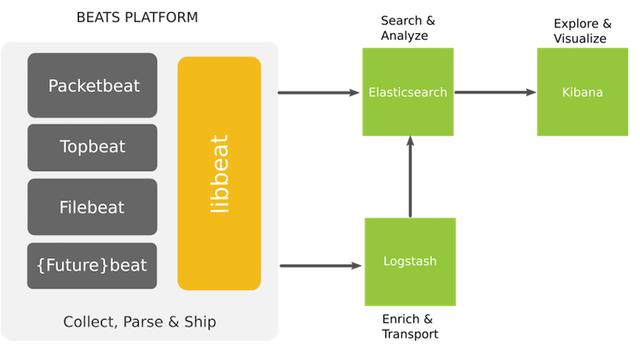 BEATS PLATFORM
Packetbeat
Topbeat
Filebeat
{Future}beat
libbeat
Collect, Parse & Ship
Search &
Analyze
Elasticsearch
Explore &
Visualize
Kibana
Logstash
Enrich &
Transport